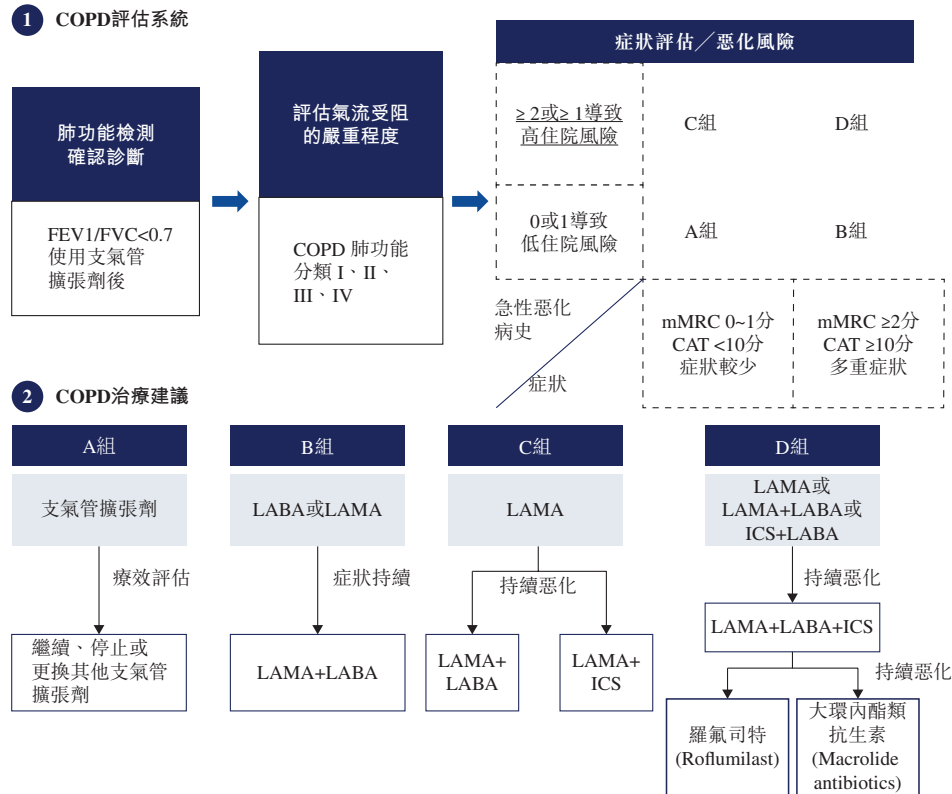 1 COPD評估系統
肺功能檢測
確認診斷
FEV1/FVC<0.7
使用支氣管
擴張劑後
評估氣流受阻
的嚴重程度
COPD 肺功能
分類 I、II、
III、IV
症狀評估／惡化風險
≥ 2或≥ 1導致
高住院風險
C組
D組
0或1導致
低住院風險
A組
B組
急性惡化
病史
症狀
mMRC 0~1分
CAT <10分
症狀較少
mMRC ≥2分
CAT ≥10分
多重症狀
2 COPD治療建議
A組
支氣管擴張劑
療效評估
繼續、停止或
更換其他支氣管
擴張劑
B組
LABA或LAMA
症狀持續
LAMA+LABA
C組
LAMA
持續惡化
LAMA+
LABA
LAMA+
ICS
D組
LAMA或
LAMA+LABA或
ICS+LABA
持續惡化
LAMA+LABA+ICS
持續惡化
羅氟司特
(Roflumilast)
大環內酯類
抗生素
(Macrolide
antibiotics)